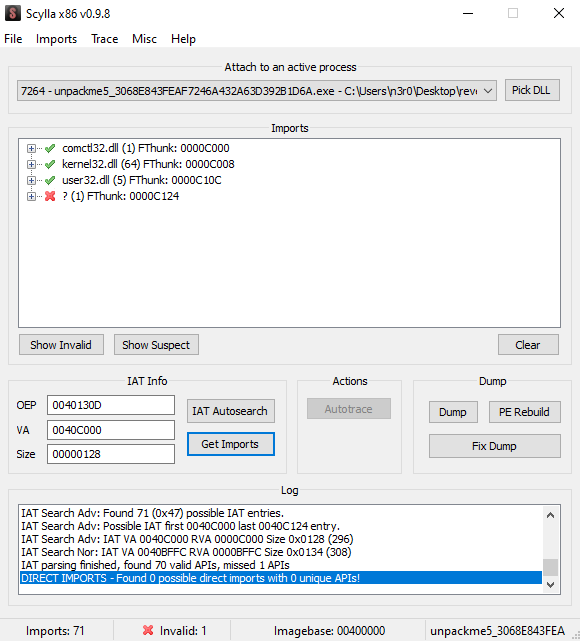 Scylla x86 v0.9.8
File Imports Trace Misc Help
Attach to an active process
7264 - unpackme5_3068E843FEAF7246A432A63D392B1D6A.exe - C:\Users\n3r0\Desktop\reve
Pick DLL
Imports
comctl32.dll (1) FThunk: 0000C000
kernel32.dll (64) FThunk: 0000C008
user32.dll (5) FThunk: 0000C10C
? (1) FThunk: 0000C124
Show Invalid Show Suspect Clear
IAT Info Actions Dump
OEP 0040130D IAT Autosearch Autotrace Dump PE Rebuild
VA 0040C000 Get Imports Fix Dump
Size 00000128
Log
IAT Search Adv: Found 71 (0x47) possible IAT entries.
IAT Search Adv: Possible IAT first 0040C000 last 0040C124 entry.
IAT Search Adv: IAT VA 0040C000 RVA 0000C000 Size 0x0128 (296)
IAT Search Nor: IAT VA 0040BFFC RVA 0000BFFC Size 0x0134 (308)
IAT parsing finished, found 70 valid APIs, missed 1 APIs
DIRECT IMPORTS - Found 0 possible direct imports with 0 unique APIs!
Imports: 71 Invalid: 1 Imagebase: 00400000 unpackme5_3068E843FEA